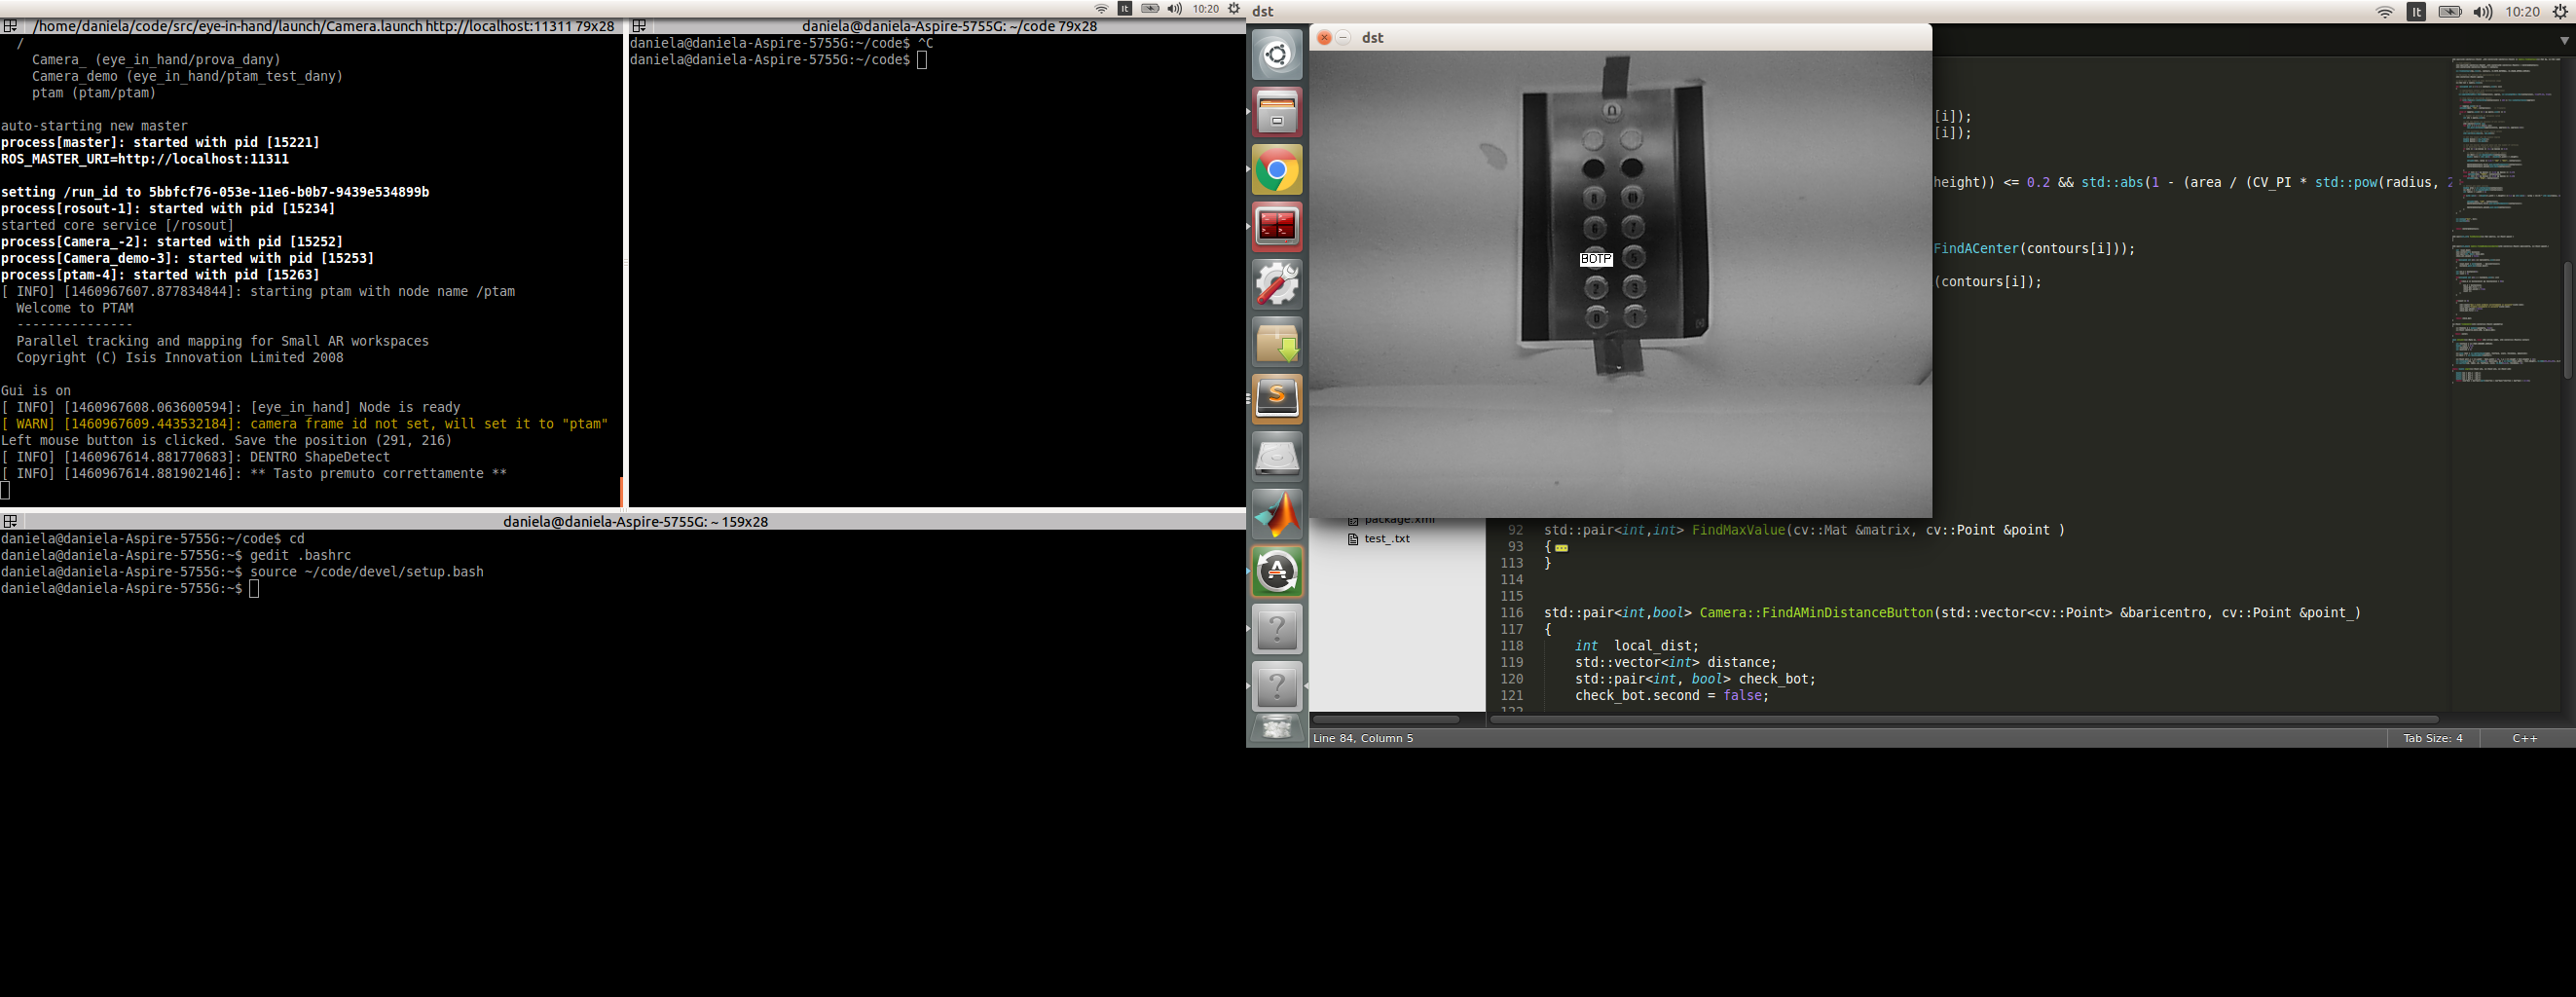 10:20
/home/daniela/code/src/eye-in-hand/launch/Camera.launch http://localhost:11311 79x28
/
Camera_ (eye_in_hand/prova_dany)
Camera_demo (eye_in_hand/ptam_test_dany)
ptam (ptam/ptam)
auto-starting new master
process[master]: started with pid [15221]
ROS_MASTER_URI=http://localhost:11311
setting /run_id to 5bbfcf76-053e-11e6-b0b7-9439e534899b
process[rosout-1]: started with pid [15234]
started core service [/rosout]
process[Camera_-2]: started with pid [15252]
process[Camera_demo-3]: started with pid [15253]
process[ptam-4]: started with pid [15263]
[ INFO] [1460967607.877834844]: starting ptam with node name /ptam
Welcome to PTAM
---------------
Parallel tracking and mapping for Small AR workspaces
Copyright (C) Isis Innovation Limited 2008
Gui is on
[ INFO] [1460967608.063600594]: [eye_in_hand] Node is ready
[ WARN] [1460967609.443532184]: camera frame id not set, will set it to "ptam"
Left mouse button is clicked. Save the position (291, 216)
[ INFO] [1460967614.881770683]: DENTRO ShapeDetect
[ INFO] [1460967614.881902146]: ** Tasto premuto correttamente **
daniela@daniela-Aspire-5755G: ~/code 79x28
daniela@daniela-Aspire-5755G:~/code$ ^C
daniela@daniela-Aspire-5755G:~/code$
daniela@daniela-Aspire-5755G: ~ 159x28
daniela@daniela-Aspire-5755G:~/code$ cd
daniela@daniela-Aspire-5755G:~$ gedit .bashrc
daniela@daniela-Aspire-5755G:~$ source ~/code/devel/setup.bash
daniela@daniela-Aspire-5755G:~$
dst
It 10:20
dst
8
6 7
BOTP 5
2 3
0 1
[i]);
[i]);
height)) <= 0.2 && std::abs(1 - (area / (CV_PI * std::pow(radius, 2
FindACenter(contours[i]));
(contours[i]);
package.xml
test_.txt
92 std::pair<int,int> FindMaxValue(cv::Mat &matrix, cv::Point &point )
93 {
113 }
114
115
116 std::pair<int,bool> Camera::FindAMinDistanceButton(std::vector<cv::Point> &baricentro, cv::Point &point_)
117 {
118 int local_dist;
119 std::vector<int> distance;
120 std::pair<int, bool> check_bot;
121 check_bot.second = false;
122
Line 84, Column 5
Tab Size: 4
C++